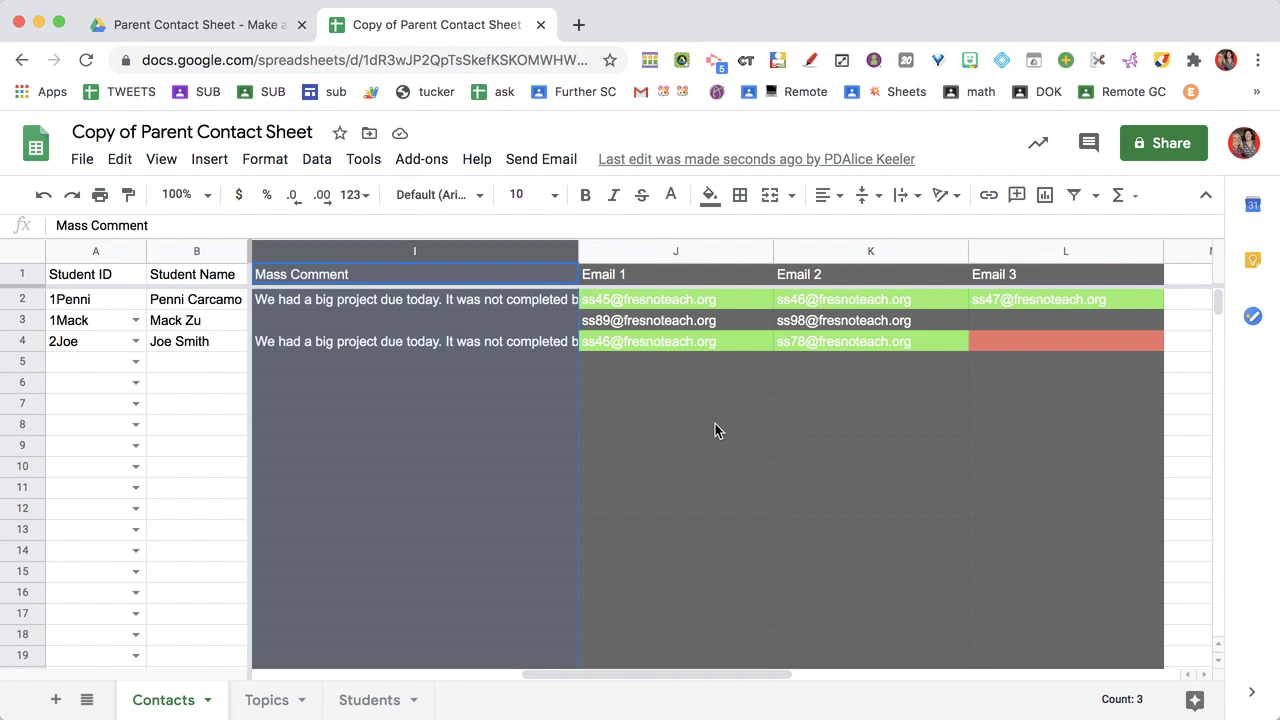 Parent Contact Sheet - Make a
Copy of Parent Contact Sheet
docs.google.com/spreadsheets/d/1dR3wJP2QpTsSkefKSKOMWHW...
5
CT
20
Apps
TWEETS
SUB
SUB
sub
tucker
ask
Further SC
Remote
Sheets
math
DOK
Remote GC
E
»
Copy of Parent Contact Sheet
Share
File Edit View Insert Format Data Tools Add-ons Help Send Email Last edit was made seconds ago by PDAlice Keeler
100% $ % .0 .00 123 Default (Ari... 10 B I S A Σ
31
fx Mass Comment
A B I J K L
1 Student ID Student Name Mass Comment Email 1 Email 2 Email 3
2 1Penni Penni Carcamo We had a big project due today. It was not completed b ss45@fresnoteach.org ss46@fresnoteach.org ss47@fresnoteach.org
3 1Mack Mack Zu ss89@fresnoteach.org ss98@fresnoteach.org
4 2Joe Joe Smith We had a big project due today. It was not completed b ss46@fresnoteach.org ss78@fresnoteach.org
5
6
7
8
9
10
11
12
13
14
15
16
17
18
19
Contacts Topics Students Count: 3